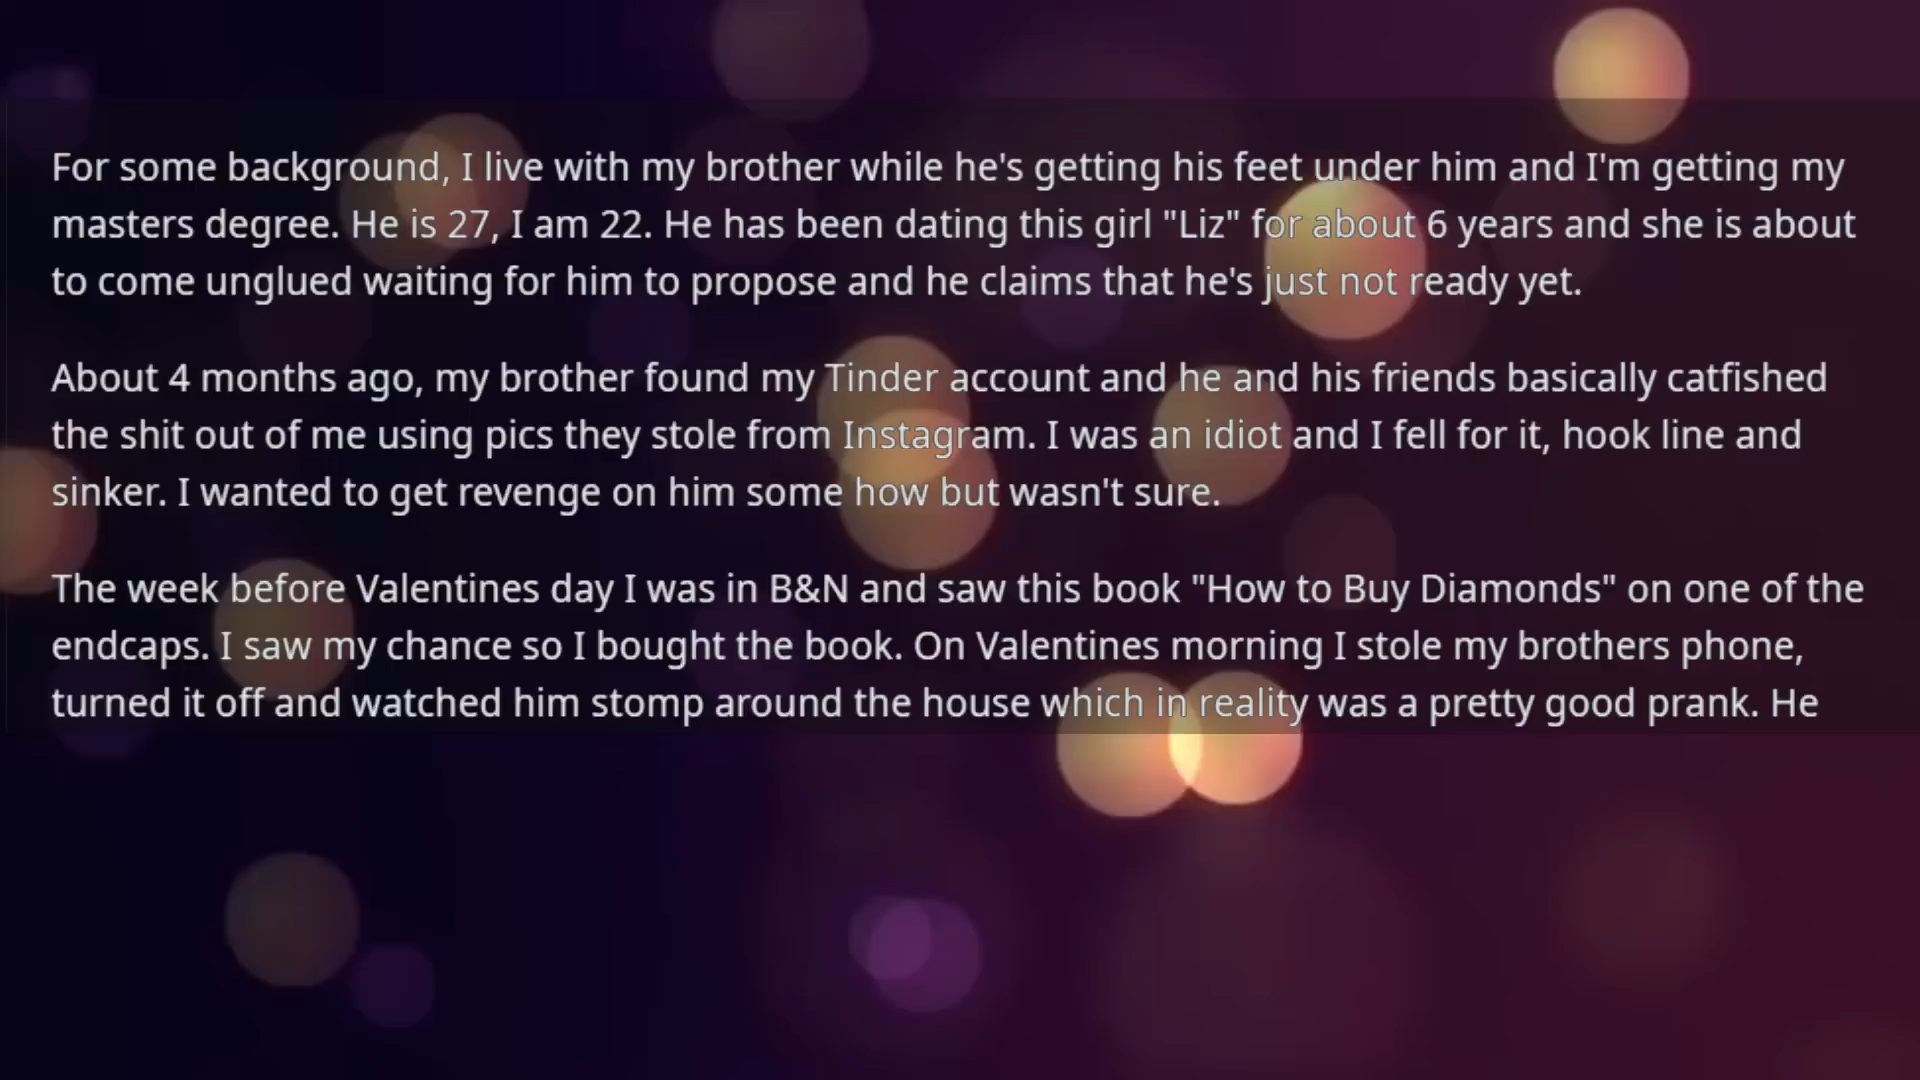 For some background, I live with my brother while he's getting his feet under him and I'm getting my
masters degree. He is 27, I am 22. He has been dating this girl "Liz" for about 6 years and she is about
to come unglued waiting for him to propose and he claims that he's just not ready yet.
About 4 months ago, my brother found my Tinder account and he and his friends basically catfished
the shit out of me using pics they stole from Instagram. I was an idiot and I fell for it, hook line and
sinker. I wanted to get revenge on him some how but wasn't sure.
The week before Valentines day I was in B&N and saw this book "How to Buy Diamonds" on one of the
endcaps. I saw my chance so I bought the book. On Valentines morning I stole my brothers phone,
turned it off and watched him stomp around the house which in reality was a pretty good prank. He